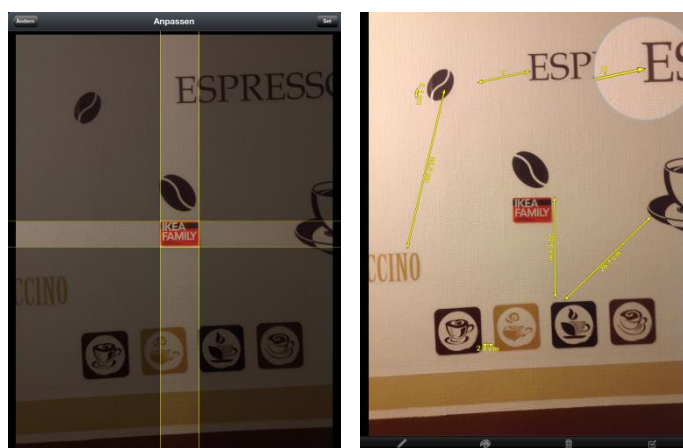 Ändern
Anpassen
Set
ESPRESSO
IKEA
FAMILY
CCINO
ESP
ES
IKEA
FAMILY
CCINO